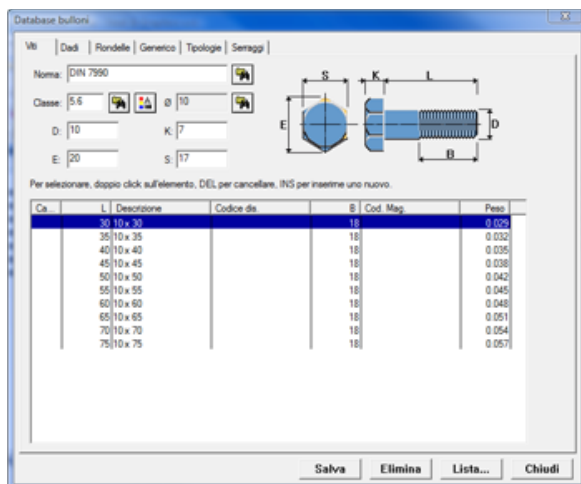 Database bulloni
Viti Dadi Rondelle Generico Tipologie Serraggi
Norma: DIN 7990
Classe: 5.6 Ø 10
D: 10 K: 7
E: 20 S: 17
S K L
E D
B
Per selezionare, doppio click sull'elemento, DEL per cancellare, INS per inserirne uno nuovo.
Ca... L Descrizione Codice dis. B Cod. Mag. Peso
30 10 x 30 18 0.029
35 10 x 35 18 0.032
40 10 x 40 18 0.035
45 10 x 45 18 0.038
50 10 x 50 18 0.042
55 10 x 55 18 0.045
60 10 x 60 18 0.048
65 10 x 65 18 0.051
70 10 x 70 18 0.054
75 10 x 75 18 0.057
Salva Elimina Lista... Chiudi